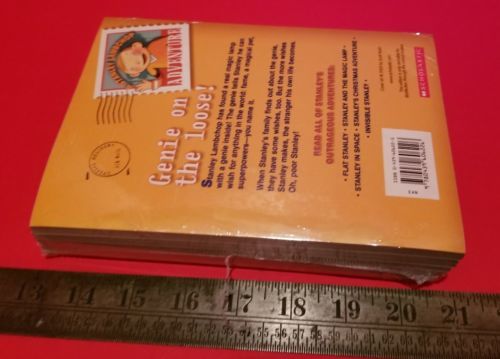 ADVENTURE
Genie on
the loose!
Stanley Lambchop has found a real magic lamp
with a genie inside! The genie tells Stanley he can
wish for anything in the world: fame, a magical pet,
superpowers—you name it.
When Stanley's family finds out about the genie,
they have some wishes, too. But the more wishes
Stanley makes, the stranger his own life becomes.
Oh, poor Stanley!
READ ALL OF STANLEY'S
OUTRAGEOUS ADVENTURES:
• FLAT STANLEY • STANLEY AND THE MAGIC LAMP •
• STANLEY IN SPACE • STANLEY'S CHRISTMAS ADVENTURE •
• INVISIBLE STANLEY •
SCHOLASTIC
EAN
13 14 15 16 17 18 19 20 21